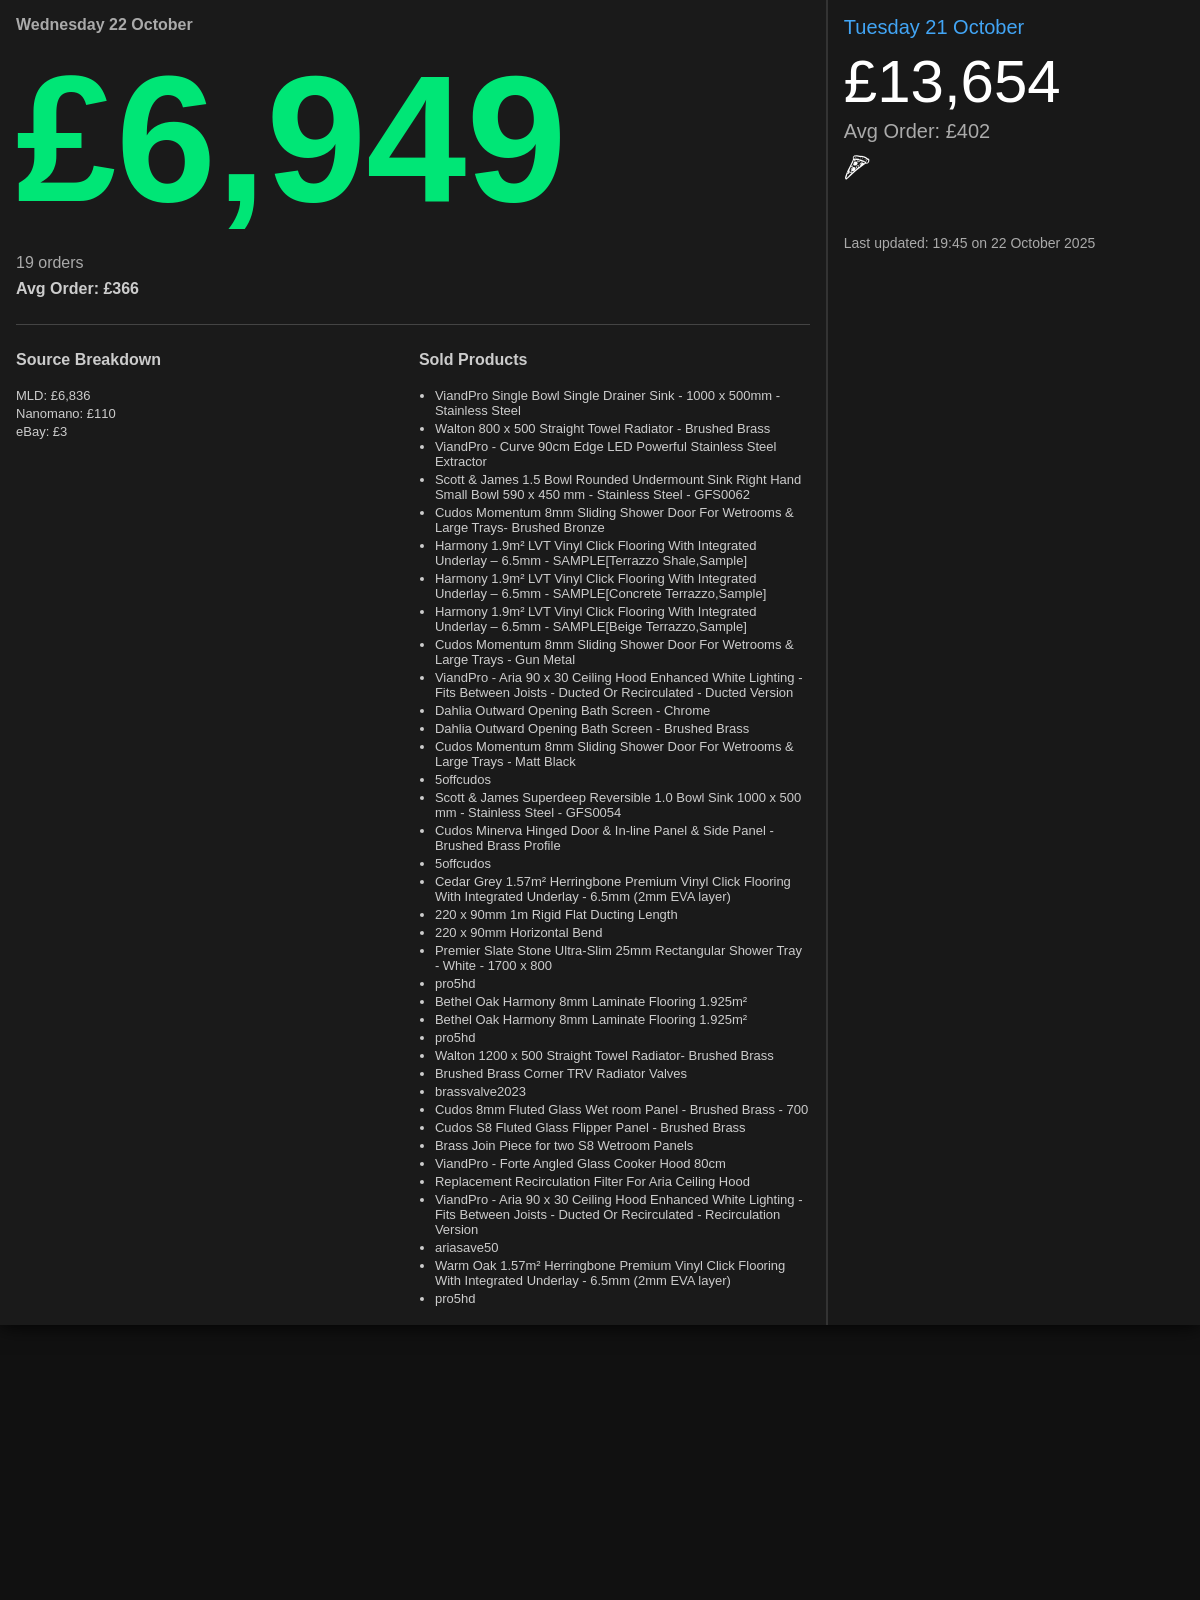 Wednesday 22 October
£6,949
19 orders
Avg Order: £366
Source Breakdown
MLD: £6,836
Nanomano: £110
eBay: £3
Sold Products
ViandPro Single Bowl Single Drainer Sink - 1000 x 500mm -
Stainless Steel
Walton 800 x 500 Straight Towel Radiator - Brushed Brass
ViandPro - Curve 90cm Edge LED Powerful Stainless Steel
Extractor
Scott & James 1.5 Bowl Rounded Undermount Sink Right Hand
Small Bowl 590 x 450 mm - Stainless Steel - GFS0062
Cudos Momentum 8mm Sliding Shower Door For Wetrooms &
Large Trays- Brushed Bronze
Harmony 1.9m² LVT Vinyl Click Flooring With Integrated
Underlay – 6.5mm - SAMPLE[Terrazzo Shale,Sample]
Harmony 1.9m² LVT Vinyl Click Flooring With Integrated
Underlay – 6.5mm - SAMPLE[Concrete Terrazzo,Sample]
Harmony 1.9m² LVT Vinyl Click Flooring With Integrated
Underlay – 6.5mm - SAMPLE[Beige Terrazzo,Sample]
Cudos Momentum 8mm Sliding Shower Door For Wetrooms &
Large Trays - Gun Metal
ViandPro - Aria 90 x 30 Ceiling Hood Enhanced White Lighting -
Fits Between Joists - Ducted Or Recirculated - Ducted Version
Dahlia Outward Opening Bath Screen - Chrome
Dahlia Outward Opening Bath Screen - Brushed Brass
Cudos Momentum 8mm Sliding Shower Door For Wetrooms &
Large Trays - Matt Black
5offcudos
Scott & James Superdeep Reversible 1.0 Bowl Sink 1000 x 500
mm - Stainless Steel - GFS0054
Cudos Minerva Hinged Door & In-line Panel & Side Panel -
Brushed Brass Profile
5offcudos
Cedar Grey 1.57m² Herringbone Premium Vinyl Click Flooring
With Integrated Underlay - 6.5mm (2mm EVA layer)
220 x 90mm 1m Rigid Flat Ducting Length
220 x 90mm Horizontal Bend
Premier Slate Stone Ultra-Slim 25mm Rectangular Shower Tray
- White - 1700 x 800
pro5hd
Bethel Oak Harmony 8mm Laminate Flooring 1.925m²
Bethel Oak Harmony 8mm Laminate Flooring 1.925m²
pro5hd
Walton 1200 x 500 Straight Towel Radiator- Brushed Brass
Brushed Brass Corner TRV Radiator Valves
brassvalve2023
Cudos 8mm Fluted Glass Wet room Panel - Brushed Brass - 700
Cudos S8 Fluted Glass Flipper Panel - Brushed Brass
Brass Join Piece for two S8 Wetroom Panels
ViandPro - Forte Angled Glass Cooker Hood 80cm
Replacement Recirculation Filter For Aria Ceiling Hood
ViandPro - Aria 90 x 30 Ceiling Hood Enhanced White Lighting -
Fits Between Joists - Ducted Or Recirculated - Recirculation
Version
ariasave50
Warm Oak 1.57m² Herringbone Premium Vinyl Click Flooring
With Integrated Underlay - 6.5mm (2mm EVA layer)
pro5hd
Tuesday 21 October
£13,654
Avg Order: £402
Last updated: 19:45 on 22 October 2025